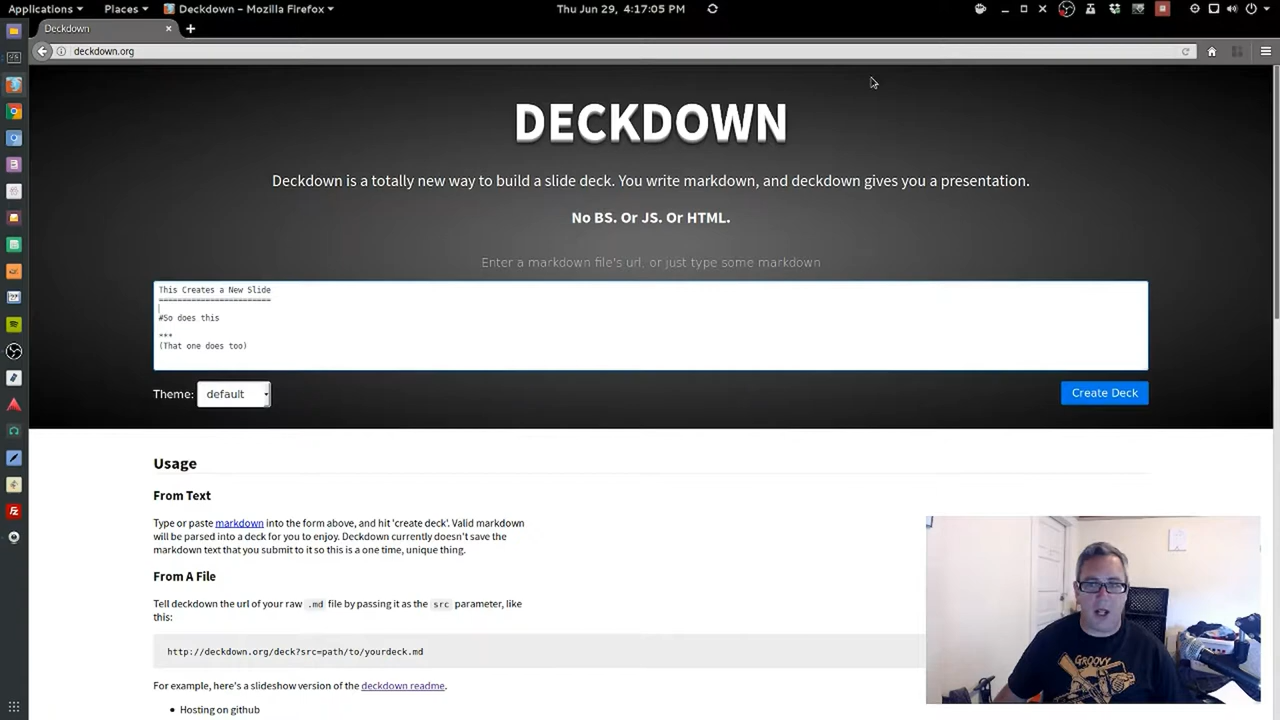 Applications
Places
Deckdown – Mozilla Firefox
Thu Jun 29, 4:17:05 PM
Deckdown
deckdown.org
DECKDOWN
Deckdown is a totally new way to build a slide deck. You write markdown, and deckdown gives you a presentation.
No BS. Or JS. Or HTML.
Enter a markdown file's url, or just type some markdown
This Creates a New Slide
========================
#So does this
***
(That one does too)
Theme:
default
Create Deck
Usage
From Text
Type or paste markdown into the form above, and hit 'create deck'. Valid markdown
will be parsed into a deck for you to enjoy. Deckdown currently doesn't save the
markdown text that you submit to it so this is a one time, unique thing.
From A File
Tell deckdown the url of your raw .md file by passing it as the src parameter, like
this:
http://deckdown.org/deck?src=path/to/yourdeck.md
For example, here's a slideshow version of the deckdown readme.
• Hosting on github
GROOVY